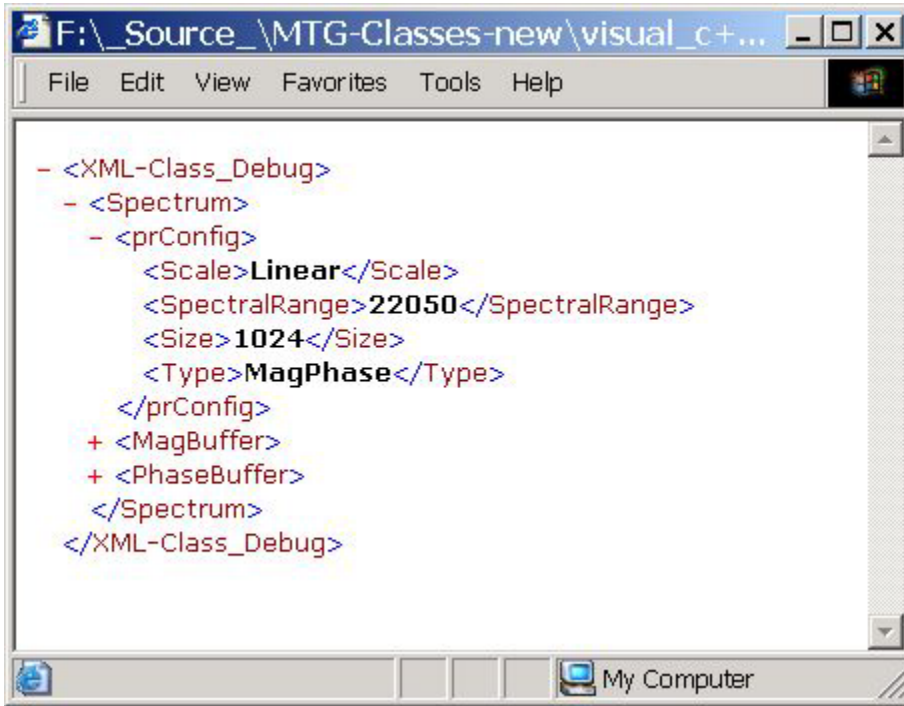 F:\_Source_\MTG-Classes-new\visual_c+...
File Edit View Favorites Tools Help
- <XML-Class_Debug>
- <Spectrum>
- <prConfig>
<Scale>Linear</Scale>
<SpectralRange>22050</SpectralRange>
<Size>1024</Size>
<Type>MagPhase</Type>
</prConfig>
+ <MagBuffer>
+ <PhaseBuffer>
</Spectrum>
</XML-Class_Debug>
My Computer